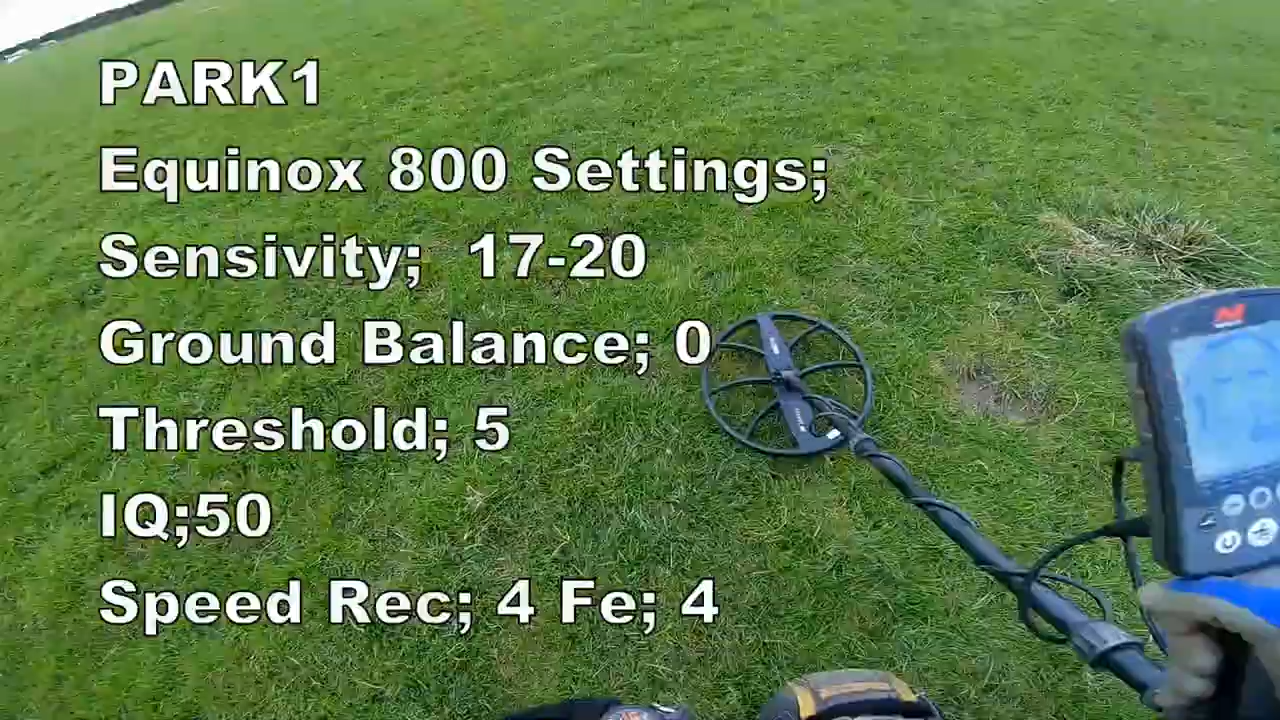 PARK1
Equinox 800 Settings;
Sensivity; 17-20
Ground Balance; 0
Threshold; 5
IQ;50
Speed Rec; 4 Fe; 4